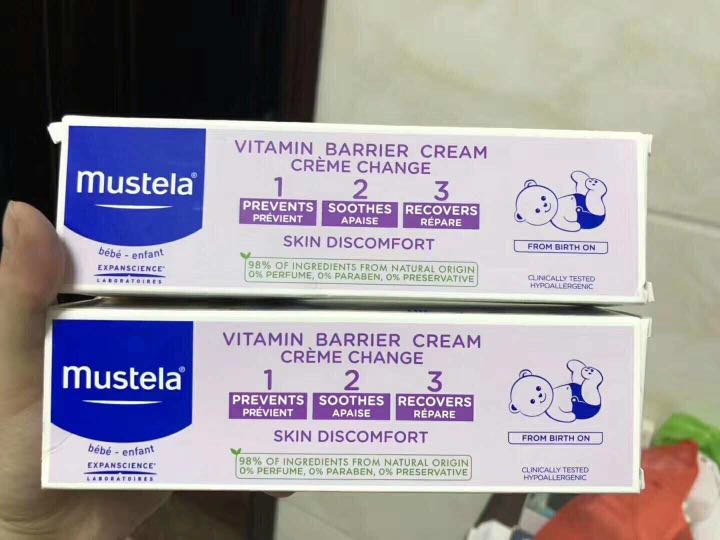 mustela®
bébé - enfant
EXPANSCIENCE®
LABORATOIRES
VITAMIN BARRIER CREAM
CRÈME CHANGE
1 2 3
PREVENTS SOOTHES RECOVERS
PRÉVIENT APAISE RÉPARE
SKIN DISCOMFORT
98% OF INGREDIENTS FROM NATURAL ORIGIN
0% PERFUME, 0% PARABEN, 0% PRESERVATIVE
FROM BIRTH ON
CLINICALLY TESTED
HYPOALLERGENIC
mustela®
bébé - enfant
EXPANSCIENCE®
LABORATOIRES
VITAMIN BARRIER CREAM
CRÈME CHANGE
1 2 3
PREVENTS SOOTHES RECOVERS
PRÉVIENT APAISE RÉPARE
SKIN DISCOMFORT
98% OF INGREDIENTS FROM NATURAL ORIGIN
0% PERFUME, 0% PARABEN, 0% PRESERVATIVE
FROM BIRTH ON
CLINICALLY TESTED
HYPOALLERGENIC